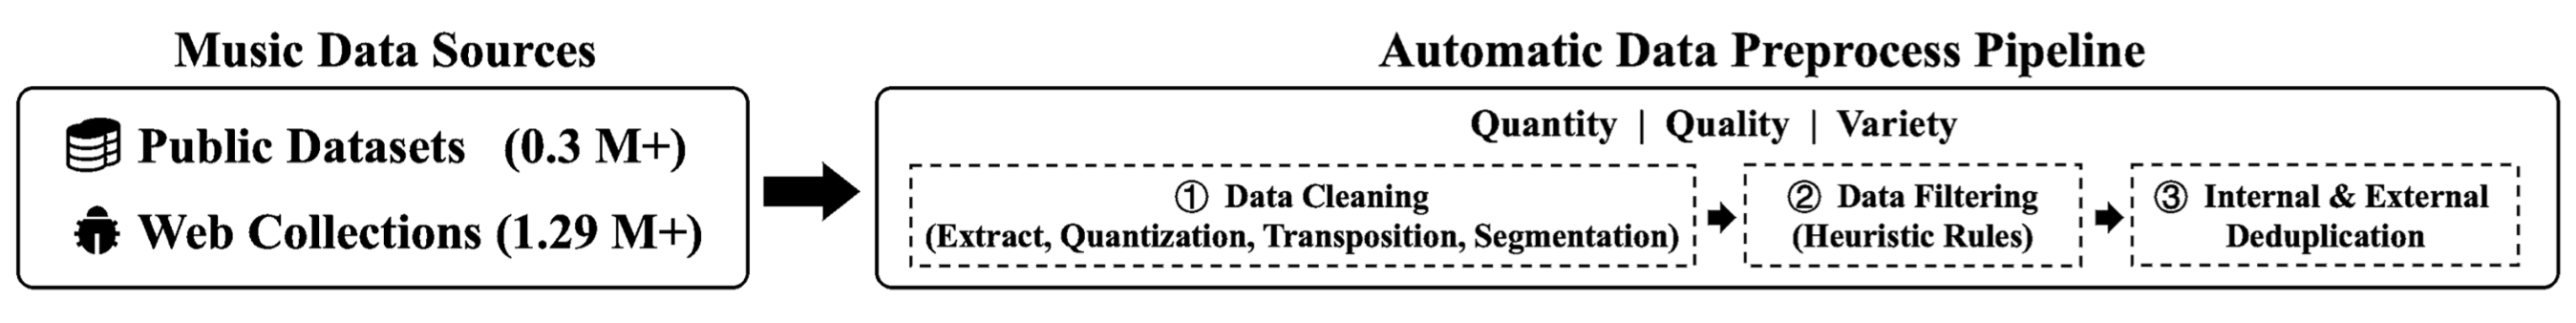 Music Data Sources
Public Datasets (0.3 M+)
Web Collections (1.29 M+)
Automatic Data Preprocess Pipeline
Quantity | Quality | Variety
① Data Cleaning
(Extract, Quantization, Transposition, Segmentation)
② Data Filtering
(Heuristic Rules)
③ Internal & External
Deduplication